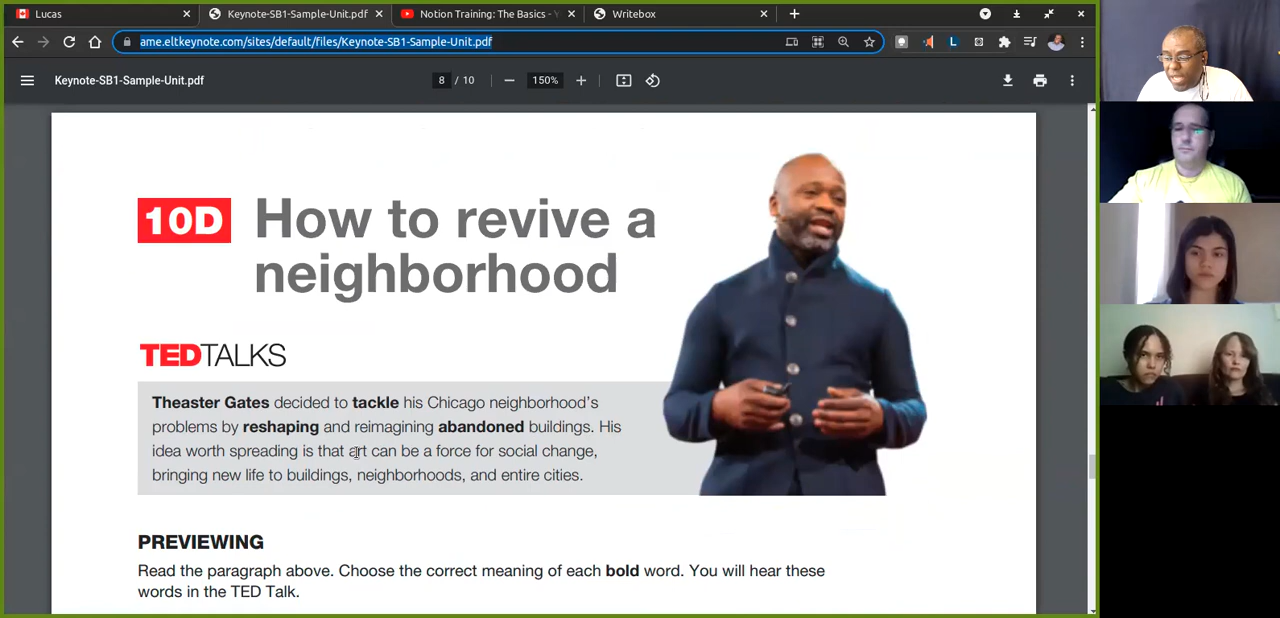 Lucas
Keynote-SB1-Sample-Unit.pdf
Notion Training: The Basics -
Writebox
ame.eltkeynote.com/sites/default/files/Keynote-SB1-Sample-Unit.pdf
L
Keynote-SB1-Sample-Unit.pdf
8 / 10
150%
10D How to revive a
neighborhood
TEDTALKS
Theaster Gates decided to tackle his Chicago neighborhood's
problems by reshaping and reimagining abandoned buildings. His
idea worth spreading is that art can be a force for social change,
bringing new life to buildings, neighborhoods, and entire cities.
PREVIEWING
Read the paragraph above. Choose the correct meaning of each bold word. You will hear these
words in the TED Talk.